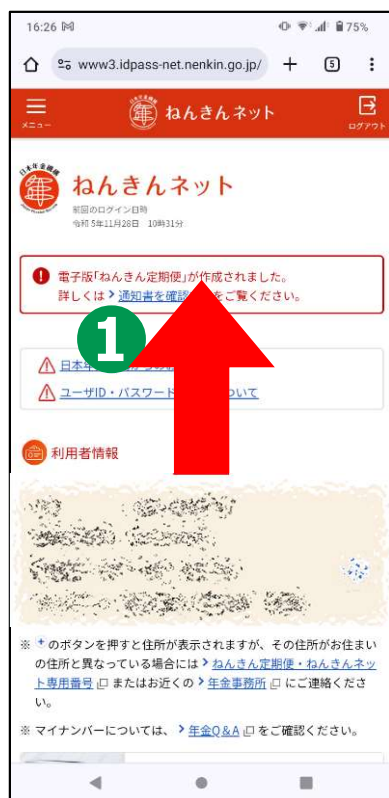 16:26 75%
www3.idpass-net.nenkin.go.jp/ 5
メニュー ねんきんネット ログアウト
日本年金機構
ねんきんネット
前回のログイン日時
令和5年11月28日 10時31分
電子版「ねんきん定期便」が作成されました。
詳しくは 通知書を確認 をご覧ください。
1
日本年
ユーザID・パスワード ついて
利用者情報
※ + のボタンを押すと住所が表示されますが、その住所がお住まい
の住所と異なっている場合には ねんきん定期便・ねんきんネッ
ト専用番号 またはお近くの 年金事務所 にご連絡くださ
い。
※ マイナンバーについては、 年金Q&A をご確認ください。